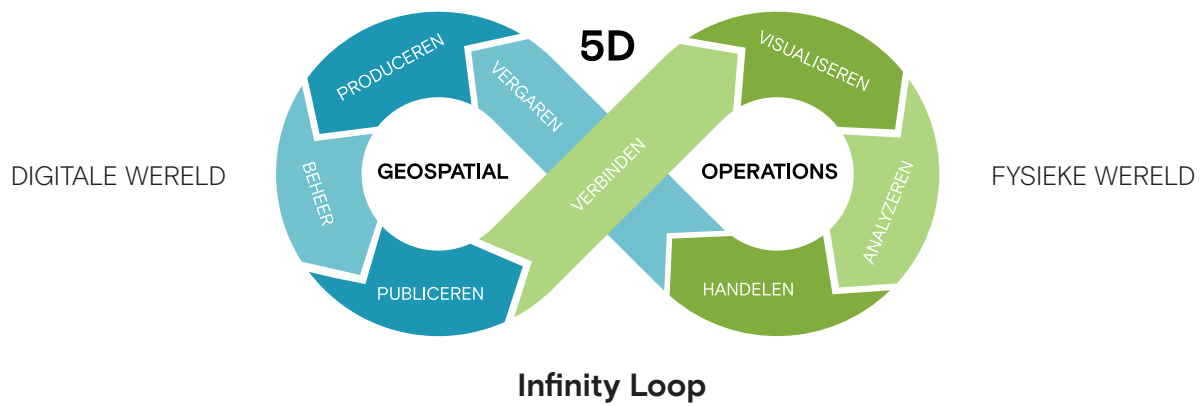 5D
PRODUCEREN
VERGAREN
VISUALISEREN
DIGITALE WERELD
BEHEER
GEOSPATIAL
VERBINDEN
OPERATIONS
ANALYZEREN
FYSIEKE WERELD
PUBLICEREN
HANDELEN
Infinity Loop